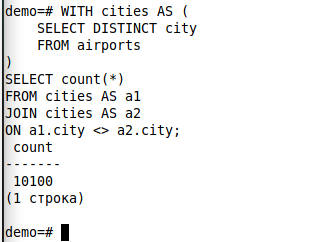 demo=# WITH cities AS (
    SELECT DISTINCT city
    FROM airports
)
SELECT count(*)
FROM cities AS a1
JOIN cities AS a2
ON a1.city <> a2.city;
 count
-------
 10100
(1 строка)
demo=#